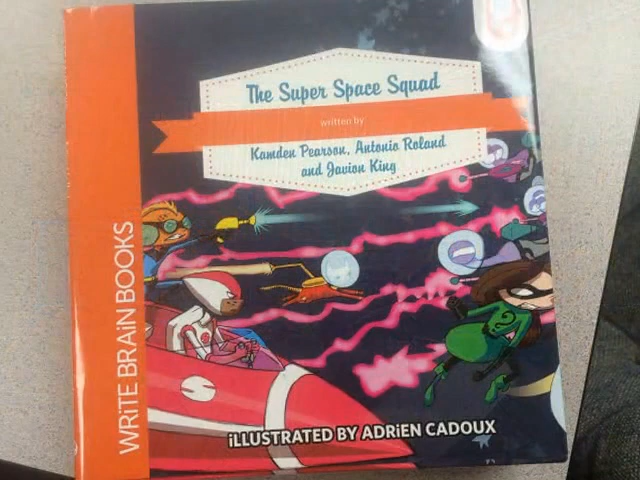 The Super Space Squad
written by
Kamden Pearson, Antonio Roland
and Javion King
WRiTE BRAiN BOOKS
iLLUSTRATED BY ADRiEN CADOUX